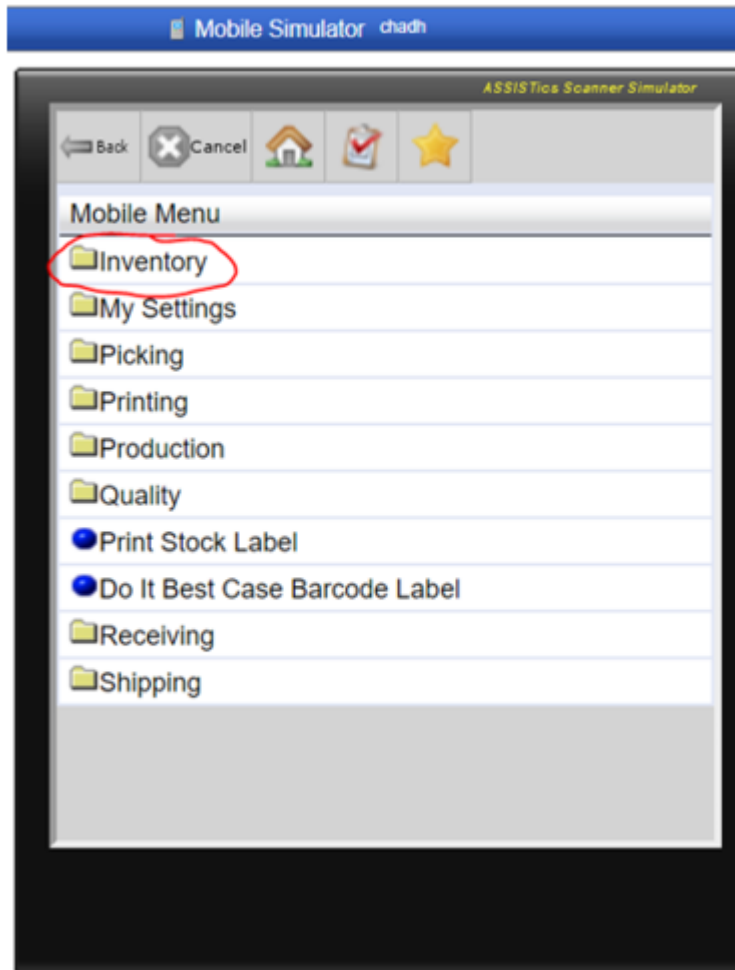 Mobile Simulator chadh
ASSISTics Scanner Simulator
Back Cancel
Mobile Menu
Inventory
My Settings
Picking
Printing
Production
Quality
Print Stock Label
Do It Best Case Barcode Label
Receiving
Shipping